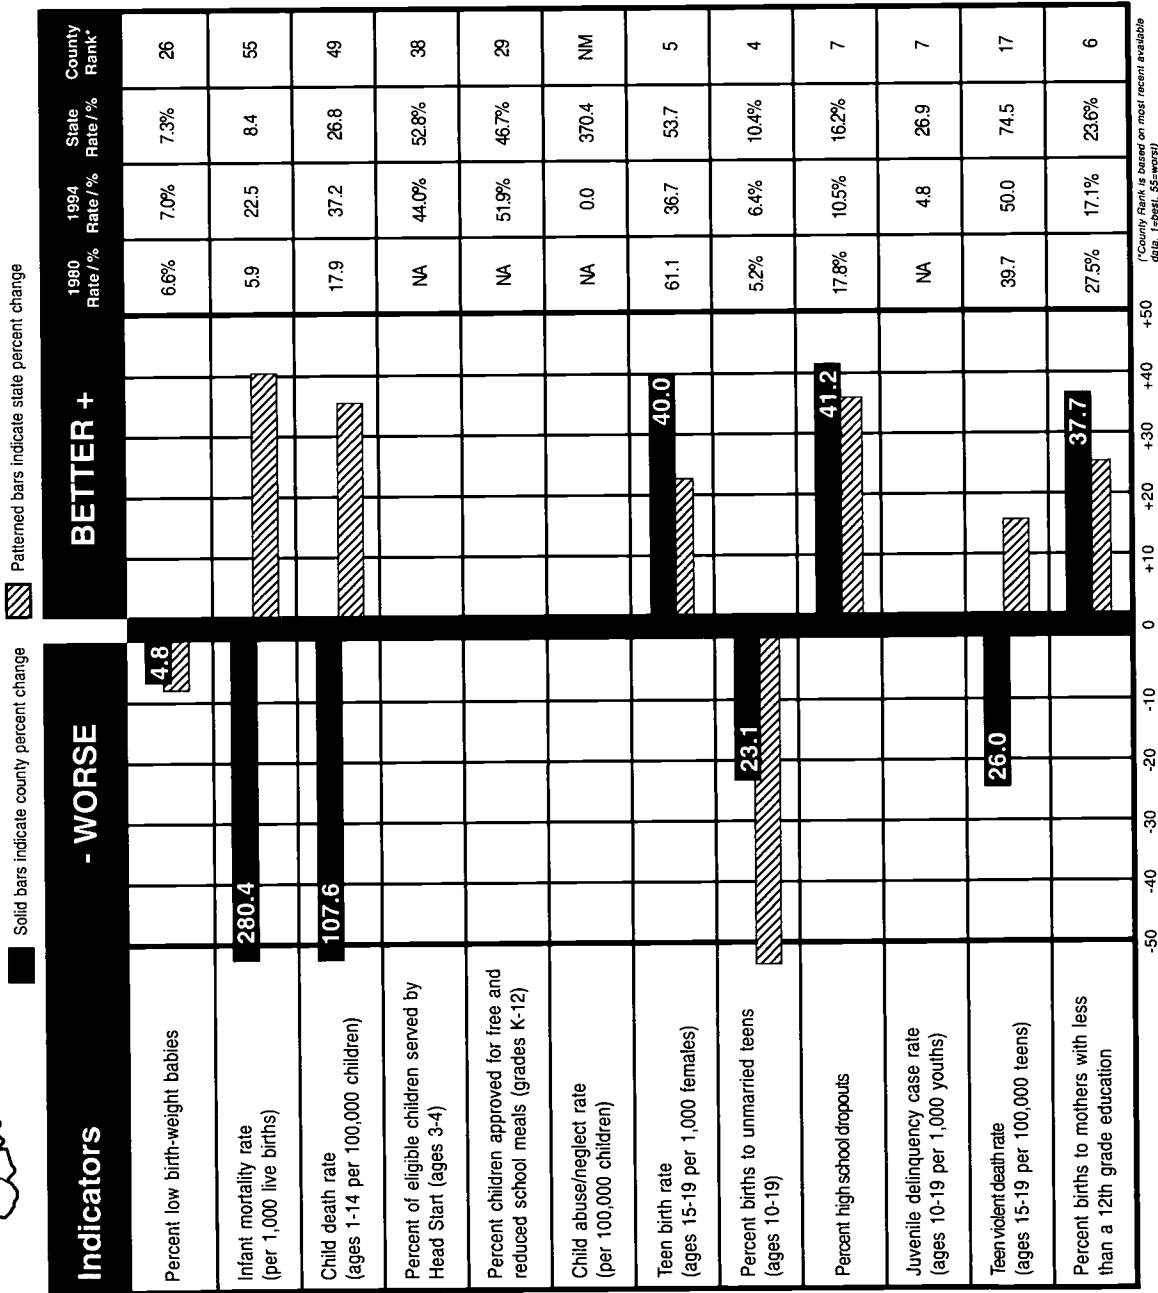 Solid bars indicate county percent change
Patterned bars indicate state percent change
Indicators
- WORSE
BETTER +
1980
Rate / %
1994
Rate / %
State
Rate / %
County
Rank*
Percent low birth-weight babies
4.8
6.6%
7.0%
7.3%
26
Infant mortality rate
(per 1,000 live births)
280.4
5.9
22.5
8.4
55
Child death rate
(ages 1-14 per 100,000 children)
107.6
17.9
37.2
26.8
49
Percent of eligible children served by
Head Start (ages 3-4)
NA
44.0%
52.8%
38
Percent children approved for free and
reduced school meals (grades K-12)
NA
51.9%
46.7%
29
Child abuse/neglect rate
(per 100,000 children)
NA
0.0
370.4
NM
Teen birth rate
(ages 15-19 per 1,000 females)
40.0
61.1
36.7
53.7
5
Percent births to unmarried teens
(ages 10-19)
23.1
5.2%
6.4%
10.4%
4
Percent high school dropouts
41.2
17.8%
10.5%
16.2%
7
Juvenile delinquency case rate
(ages 10-19 per 1,000 youths)
NA
4.8
26.9
7
Teen violent death rate
(ages 15-19 per 100,000 teens)
26.0
39.7
50.0
74.5
17
Percent births to mothers with less
than a 12th grade education
37.7
27.5%
17.1%
23.6%
6
-50
-40
-30
-20
-10
0
+10
+20
+30
+40
+50
(*County Rank is based on most recent available
data. 1=best. 55=worst)